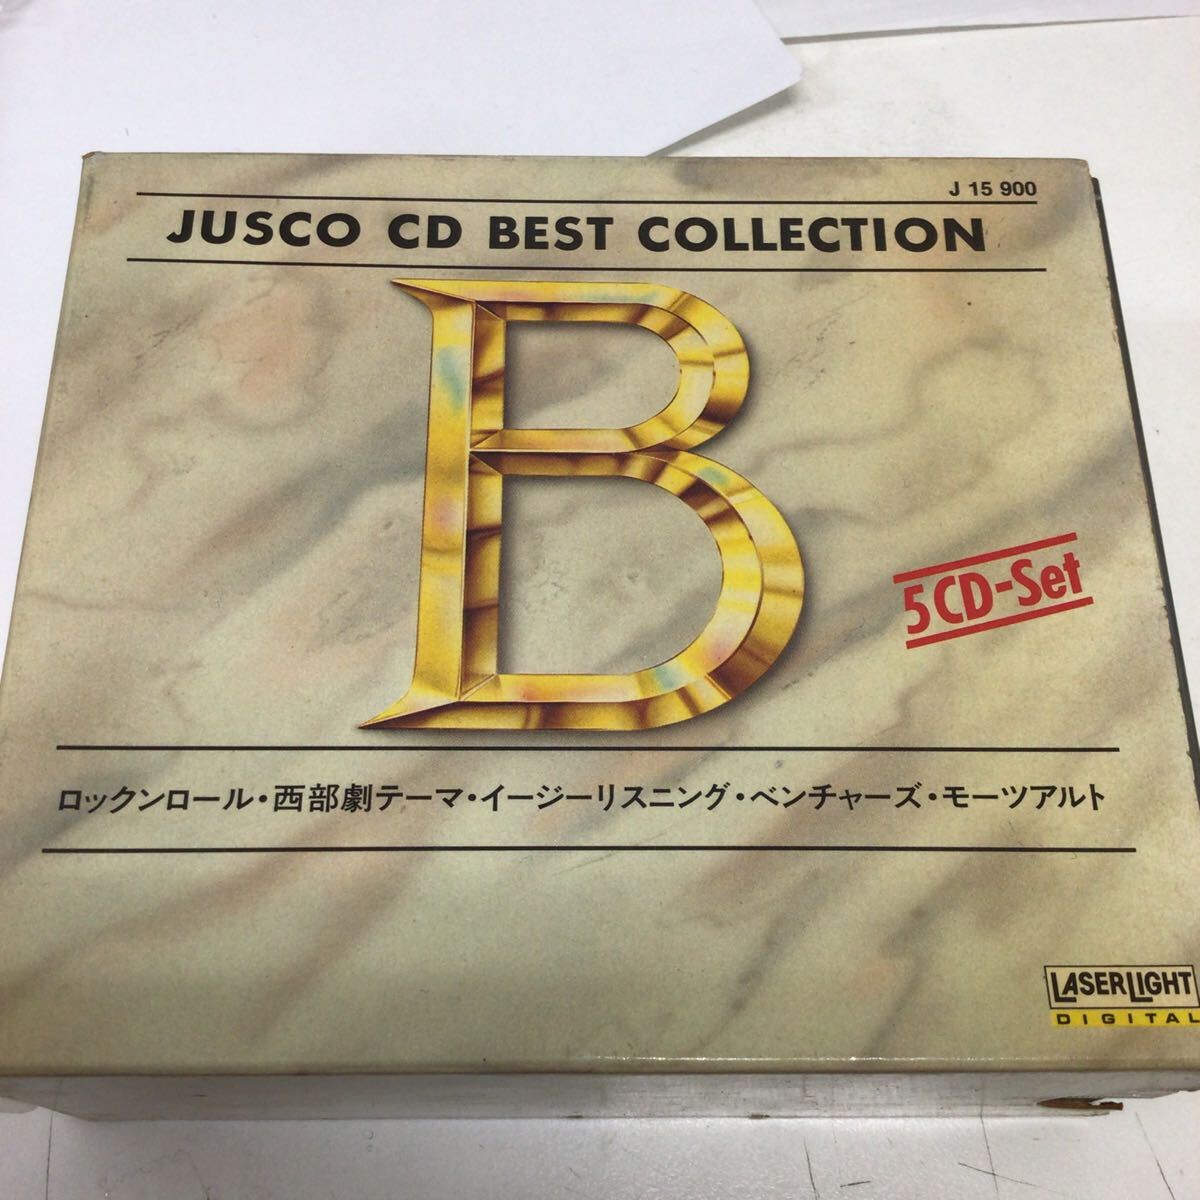 J 15 900
JUSCO CD BEST COLLECTION
B
5CD-Set
ロックンロール・西部劇テーマ・イージーリスニング・ベンチャーズ・モーツアルト
LASERLIGHT
DIGITAL